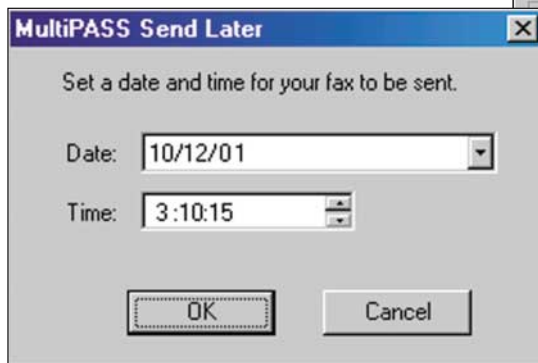 MultiPASS Send Later
Set a date and time for your fax to be sent.
Date: 10/12/01
Time: 3:10:15
OK Cancel